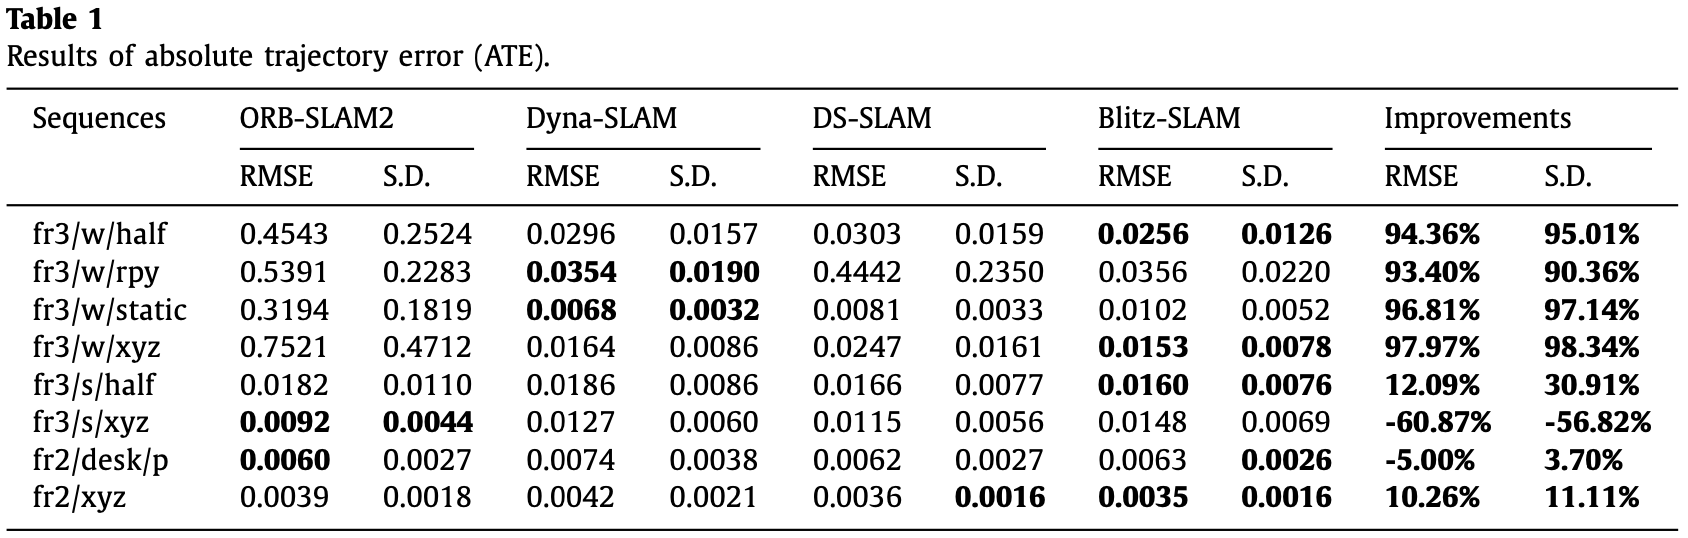 Table 1
Results of absolute trajectory error (ATE).
Sequences ORB-SLAM2 Dyna-SLAM DS-SLAM Blitz-SLAM Improvements
RMSE S.D. RMSE S.D. RMSE S.D. RMSE S.D. RMSE S.D.
fr3/w/half 0.4543 0.2524 0.0296 0.0157 0.0303 0.0159 0.0256 0.0126 94.36% 95.01%
fr3/w/rpy 0.5391 0.2283 0.0354 0.0190 0.4442 0.2350 0.0356 0.0220 93.40% 90.36%
fr3/w/static 0.3194 0.1819 0.0068 0.0032 0.0081 0.0033 0.0102 0.0052 96.81% 97.14%
fr3/w/xyz 0.7521 0.4712 0.0164 0.0086 0.0247 0.0161 0.0153 0.0078 97.97% 98.34%
fr3/s/half 0.0182 0.0110 0.0186 0.0086 0.0166 0.0077 0.0160 0.0076 12.09% 30.91%
fr3/s/xyz 0.0092 0.0044 0.0127 0.0060 0.0115 0.0056 0.0148 0.0069 -60.87% -56.82%
fr2/desk/p 0.0060 0.0027 0.0074 0.0038 0.0062 0.0027 0.0063 0.0026 -5.00% 3.70%
fr2/xyz 0.0039 0.0018 0.0042 0.0021 0.0036 0.0016 0.0035 0.0016 10.26% 11.11%